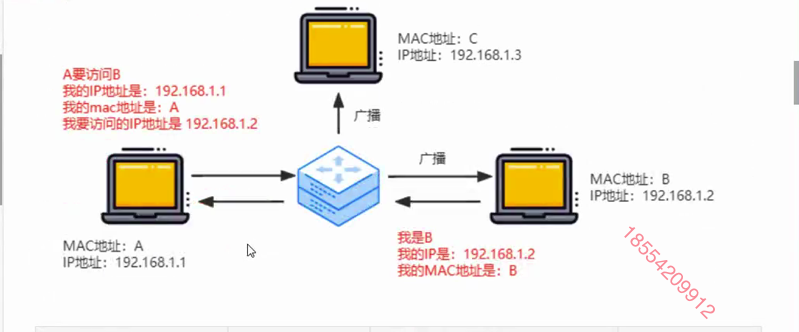 MAC地址：C
IP地址：192.168.1.3
A要访问B
我的IP地址是：192.168.1.1
我的mac地址是：A
我要访问的IP地址是 192.168.1.2
广播
广播
MAC地址：B
IP地址：192.168.1.2
MAC地址：A
IP地址：192.168.1.1
我是B
我的IP是：192.168.1.2
我的MAC地址是：B
18554209912